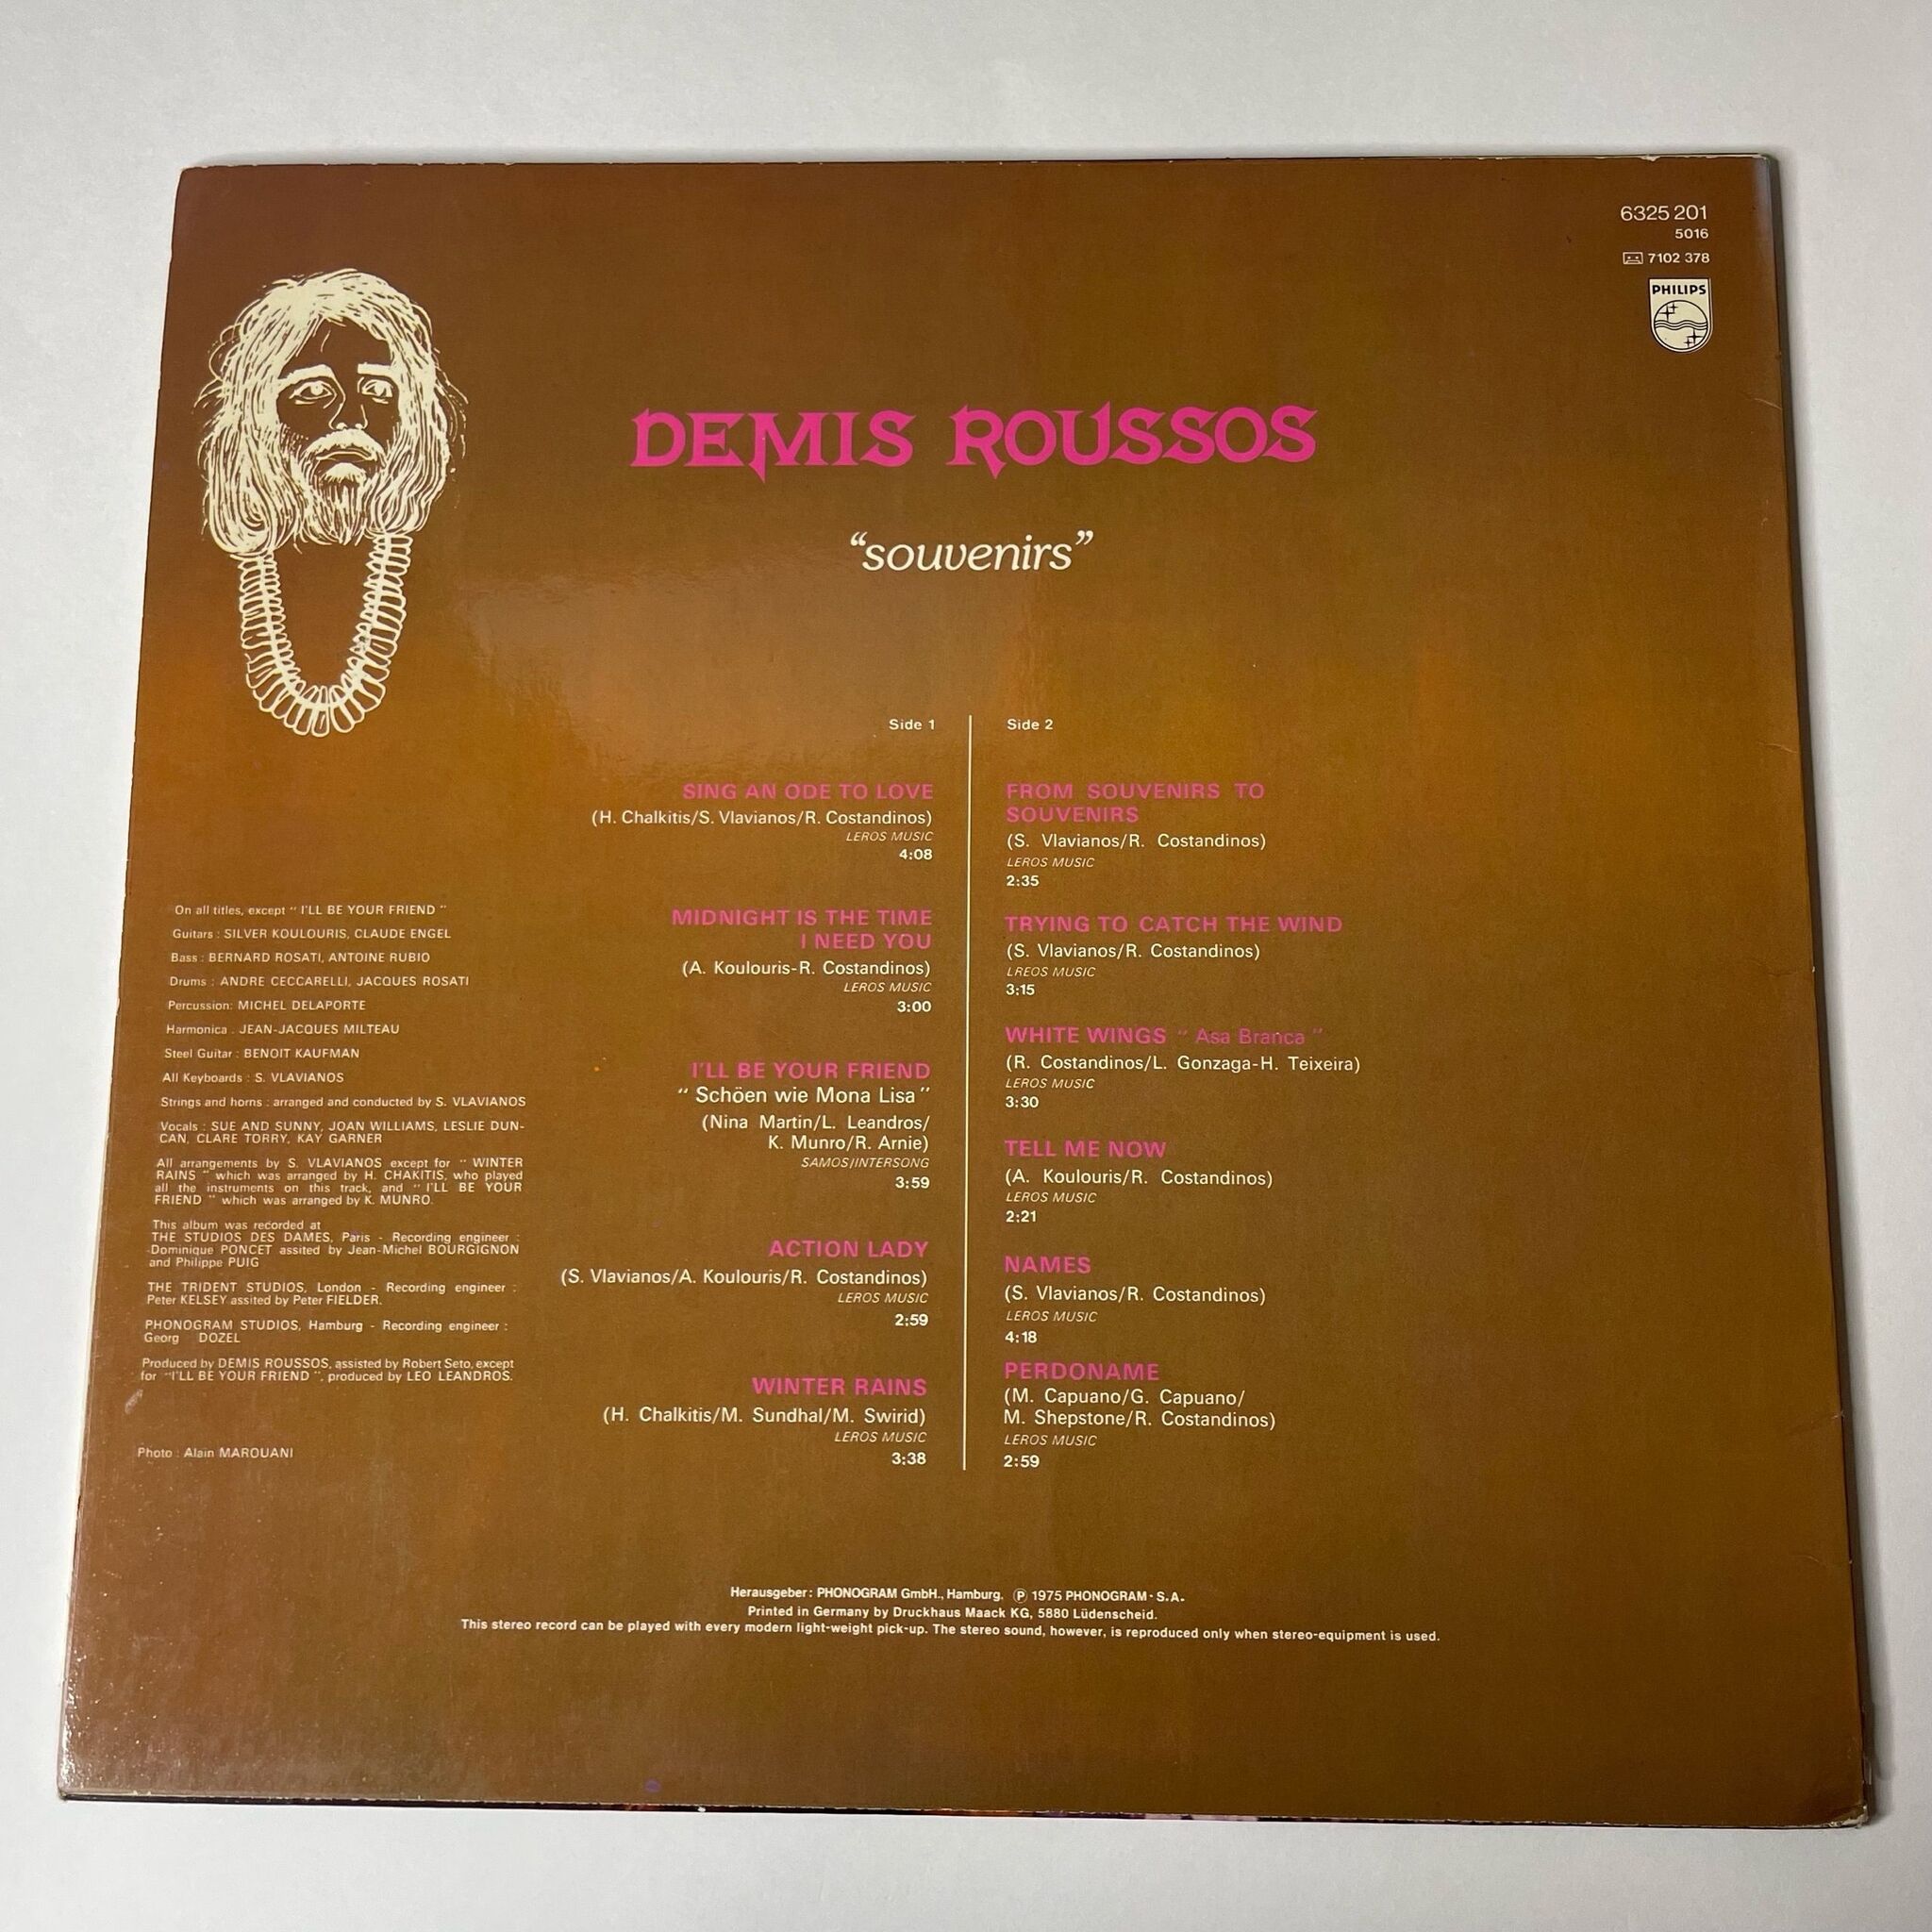 6325 201
5016
7102 378
PHILIPS
DEMIS ROUSSOS
“souvenirs”
Side 1
SING AN ODE TO LOVE
(H. Chalkitis/S. Vlavianos/R. Costandinos)
LEROS MUSIC
4:08
MIDNIGHT IS THE TIME
I NEED YOU
(A. Koulouris-R. Costandinos)
LEROS MUSIC
3:00
I'LL BE YOUR FRIEND
“ Schöen wie Mona Lisa ”
(Nina Martin/L. Leandros/
K. Munro/R. Arnie)
SAMOS/INTERSONG
3:59
ACTION LADY
(S. Vlavianos/A. Koulouris/R. Costandinos)
LEROS MUSIC
2:59
WINTER RAINS
(H. Chalkitis/M. Sundhal/M. Swirid)
LEROS MUSIC
3:38
Side 2
FROM SOUVENIRS TO
SOUVENIRS
(S. Vlavianos/R. Costandinos)
LEROS MUSIC
2:35
TRYING TO CATCH THE WIND
(S. Vlavianos/R. Costandinos)
LREOS MUSIC
3:15
WHITE WINGS “ Asa Branca ”
(R. Costandinos/L. Gonzaga-H. Teixeira)
LEROS MUSIC
3:30
TELL ME NOW
(A. Koulouris/R. Costandinos)
LEROS MUSIC
2:21
NAMES
(S. Vlavianos/R. Costandinos)
LEROS MUSIC
4:18
PERDONAME
(M. Capuano/G. Capuano/
M. Shepstone/R. Costandinos)
LEROS MUSIC
2:59
On all titles, except “ I'LL BE YOUR FRIEND ”
Guitars : SILVER KOULOURIS, CLAUDE ENGEL
Bass : BERNARD ROSATI, ANTOINE RUBIO
Drums : ANDRE CECCARELLI, JACQUES ROSATI
Percussion: MICHEL DELAPORTE
Harmonica : JEAN-JACQUES MILTEAU
Steel Guitar : BENOIT KAUFMAN
All Keyboards : S. VLAVIANOS
Strings and horns : arranged and conducted by S. VLAVIANOS
Vocals : SUE AND SUNNY, JOAN WILLIAMS, LESLIE DUN-
CAN, CLARE TORRY, KAY GARNER
All arrangements by S. VLAVIANOS except for “ WINTER
RAINS ” which was arranged by H. CHAKITIS, who played
all the instruments on this track, and “ I'LL BE YOUR
FRIEND ” which was arranged by K. MUNRO.
This album was recorded at
THE STUDIOS DES DAMES, Paris - Recording engineer :
Dominique PONCET assited by Jean-Michel BOURGIGNON
and Philippe PUIG
THE TRIDENT STUDIOS, London - Recording engineer :
Peter KELSEY assited by Peter FIELDER.
PHONOGRAM STUDIOS, Hamburg - Recording engineer :
Georg DOZEL
Produced by DEMIS ROUSSOS, assisted by Robert Seto, except
for “I'LL BE YOUR FRIEND ”, produced by LEO LEANDROS.
Photo : Alain MAROUANI
Herausgeber: PHONOGRAM GmbH., Hamburg. Ⓟ 1975 PHONOGRAM - S.A.
Printed in Germany by Druckhaus Maack KG, 5880 Lüdenscheid.
This stereo record can be played with every modern light-weight pick-up. The stereo sound, however, is reproduced only when stereo-equipment is used.